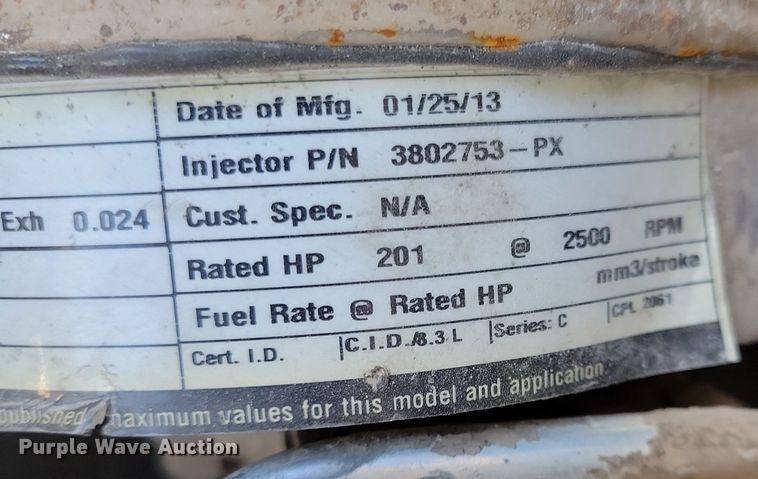 Date of Mfg. 01/25/13
Injector P/N 3802753-PX
Exh 0.024 Cust. Spec. N/A
Rated HP 201 @ 2500 RPM
Fuel Rate @ Rated HP mm3/stroke
Cert. I.D. C.I.D./8.3 L Series: C CPL 2061
published maximum values for this model and application
Purple Wave Auction